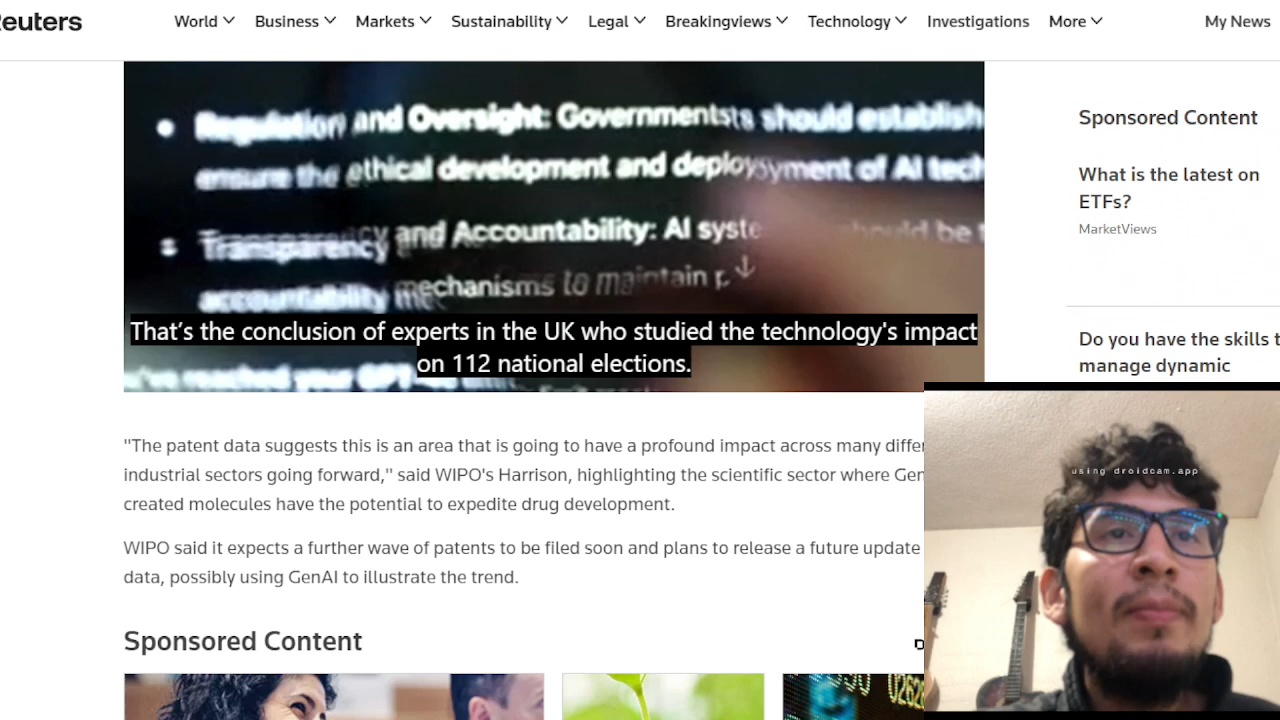 Reuters
World Business Markets Sustainability Legal Breakingviews Technology Investigations More My News
Regulation and Oversight: Governments should establish
ensure the ethical development and deployment of AI tech
Transparency and Accountability: AI syste should be t
accountability mechanisms to maintain p
That's the conclusion of experts in the UK who studied the technology's impact
on 112 national elections.
Sponsored Content
What is the latest on
ETFs?
MarketViews
Do you have the skills t
manage dynamic
"The patent data suggests this is an area that is going to have a profound impact across many differ
industrial sectors going forward," said WIPO's Harrison, highlighting the scientific sector where Gen
created molecules have the potential to expedite drug development.
WIPO said it expects a further wave of patents to be filed soon and plans to release a future update
data, possibly using GenAI to illustrate the trend.
Sponsored Content
D
using droidcam.app